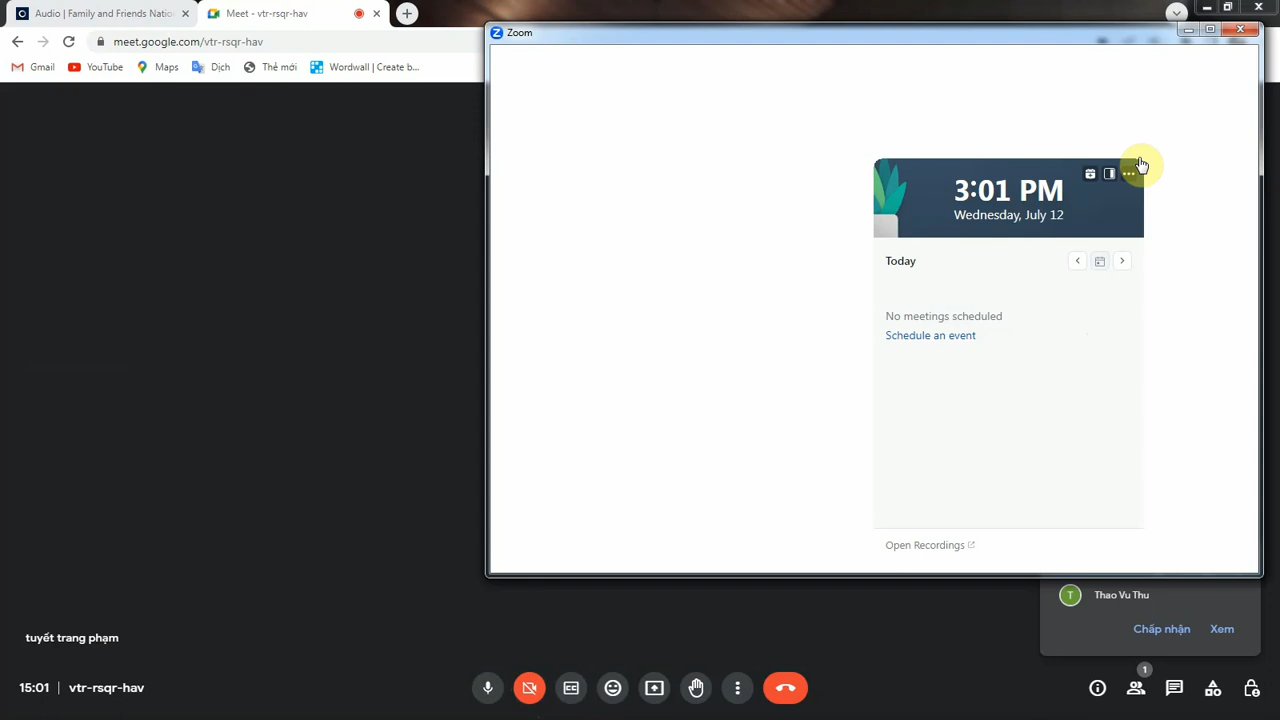 Audio | Family and Friends Natio
Meet - vtr-rsqr-hav
meet.google.com/vtr-rsqr-hav
Gmail
YouTube
Maps
Dịch
Thẻ mới
Wordwall | Create b...
Zoom
3:01 PM
Wednesday, July 12
Today
No meetings scheduled
Schedule an event
Open Recordings
T
Thao Vu Thu
Chấp nhận
Xem
tuyết trang phạm
15:01 | vtr-rsqr-hav
1